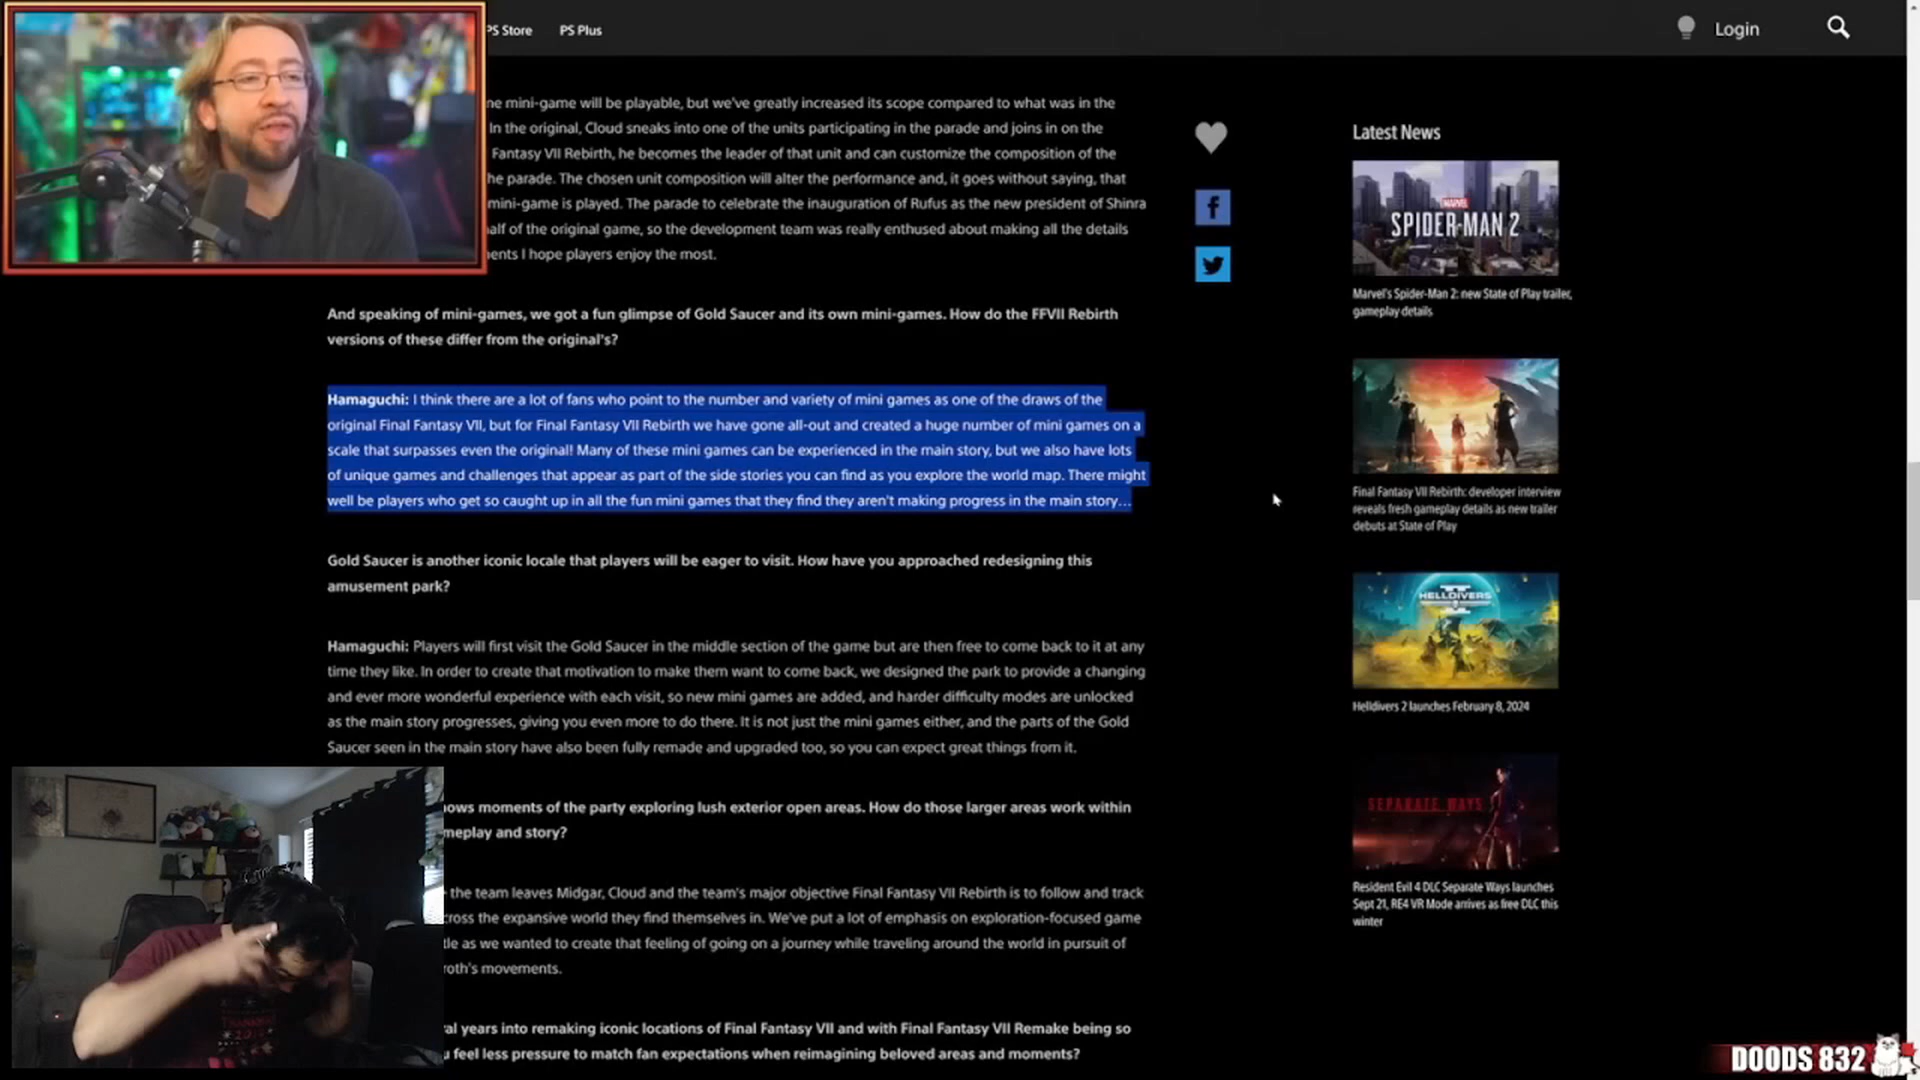 PS Store
PS Plus
Login
ne mini-game will be playable, but we've greatly increased its scope compared to what was in the
In the original, Cloud sneaks into one of the units participating in the parade and joins in on the
Fantasy VII Rebirth, he becomes the leader of that unit and can customize the composition of the
he parade. The chosen unit composition will alter the performance and, it goes without saying, that
mini-game is played. The parade to celebrate the inauguration of Rufus as the new president of Shinra
alf of the original game, so the development team was really enthused about making all the details
ents I hope players enjoy the most.
And speaking of mini-games, we got a fun glimpse of Gold Saucer and its own mini-games. How do the FFVII Rebirth
versions of these differ from the original's?
Hamaguchi: I think there are a lot of fans who point to the number and variety of mini games as one of the draws of the
original Final Fantasy VII, but for Final Fantasy VII Rebirth we have gone all-out and created a huge number of mini games on a
scale that surpasses even the original! Many of these mini games can be experienced in the main story, but we also have lots
of unique games and challenges that appear as part of the side stories you can find as you explore the world map. There might
well be players who get so caught up in all the fun mini games that they find they aren't making progress in the main story...
Gold Saucer is another iconic locale that players will be eager to visit. How have you approached redesigning this
amusement park?
Hamaguchi: Players will first visit the Gold Saucer in the middle section of the game but are then free to come back to it at any
time they like. In order to create that motivation to make them want to come back, we designed the park to provide a changing
and ever more wonderful experience with each visit, so new mini games are added, and harder difficulty modes are unlocked
as the main story progresses, giving you even more to do there. It is not just the mini games either, and the parts of the Gold
Saucer seen in the main story have also been fully remade and upgraded too, so you can expect great things from it.
ows moments of the party exploring lush exterior open areas. How do those larger areas work within
meplay and story?
the team leaves Midgar, Cloud and the team's major objective Final Fantasy VII Rebirth is to follow and track
cross the expansive world they find themselves in. We've put a lot of emphasis on exploration-focused game
tle as we wanted to create that feeling of going on a journey while traveling around the world in pursuit of
roth's movements.
al years into remaking iconic locations of Final Fantasy VII and with Final Fantasy VII Remake being so
u feel less pressure to match fan expectations when reimagining beloved areas and moments?
Latest News
MARVEL
SPIDER-MAN 2
Marvel's Spider-Man 2: new State of Play trailer,
gameplay details
Final Fantasy VII Rebirth: developer interview
reveals fresh gameplay details as new trailer
debuts at State of Play
HELLDIVERS
II
Helldivers 2 launches February 8, 2024
SEPARATE WAYS
Resident Evil 4 DLC Separate Ways launches
Sept 21, RE4 VR Mode arrives as free DLC this
winter
DOODS 832